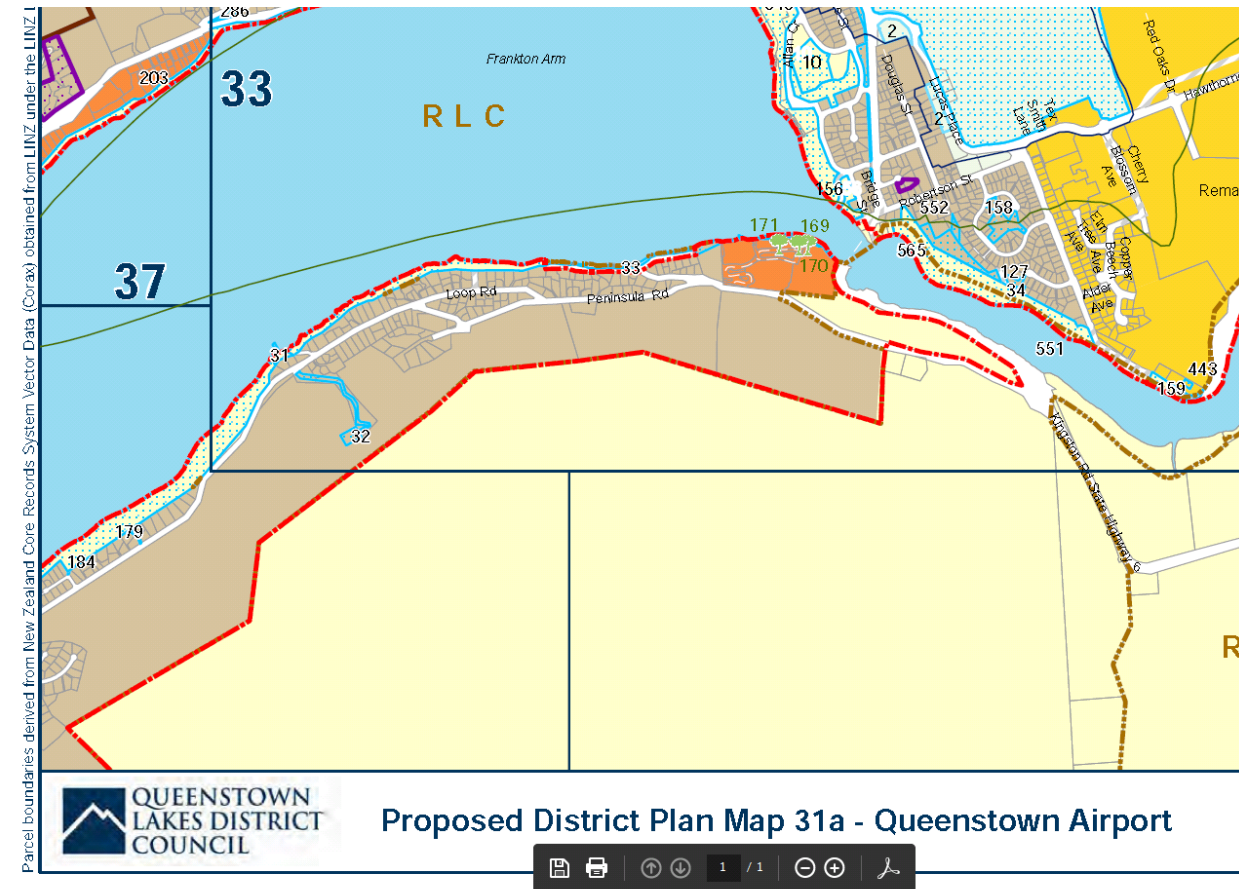 286
203
33
Frankton Arm
R L C
Allan Cr
10
2
Douglas St
Lucas Place
2
Tex
Smith
Lane
Red Oaks Dr
Hawthorne
Cherry
Blossom
Ave
Rema
156
Bridge
St
Robertson St
552
158
Elm
Tree Ave
Ave
Copper
Beech
Ave
Alder
Ave
171
169
170
565
127
34
33
37
Loop Rd
Peninsula Rd
31
32
551
443
159
Kingston Rd State Highway 6
179
184
R
Parcel boundaries derived from New Zealand Core Records System Vector Data (Corax) obtained from LINZ under the LINZ L
QUEENSTOWN
LAKES DISTRICT
COUNCIL
Proposed District Plan Map 31a - Queenstown Airport
1 / 1